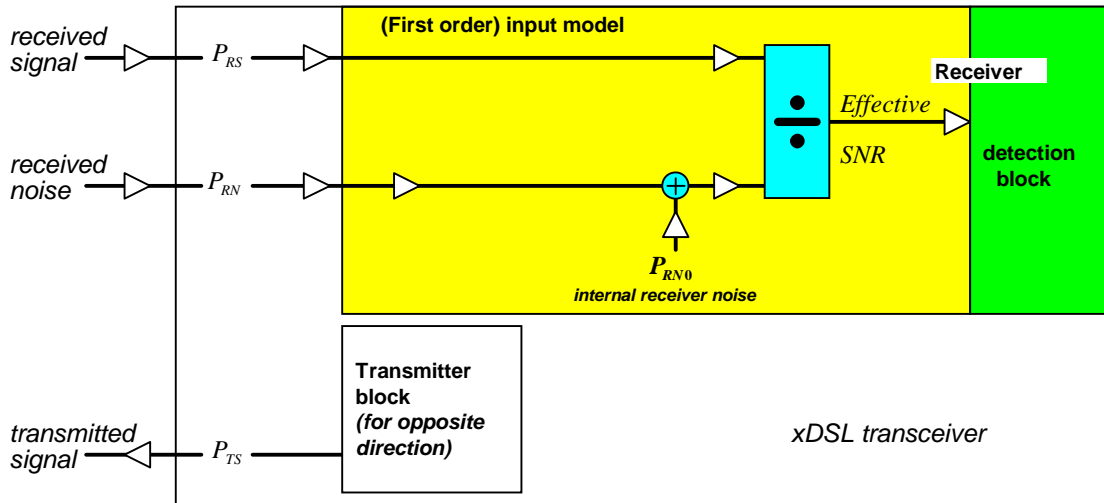 (First order) input model
received
signal
P_RS
Receiver
Effective
SNR
÷
detection
block
received
noise
P_RN
+
P_RN0
internal receiver noise
Transmitter
block
(for opposite
direction)
transmitted
signal
P_TS
xDSL transceiver